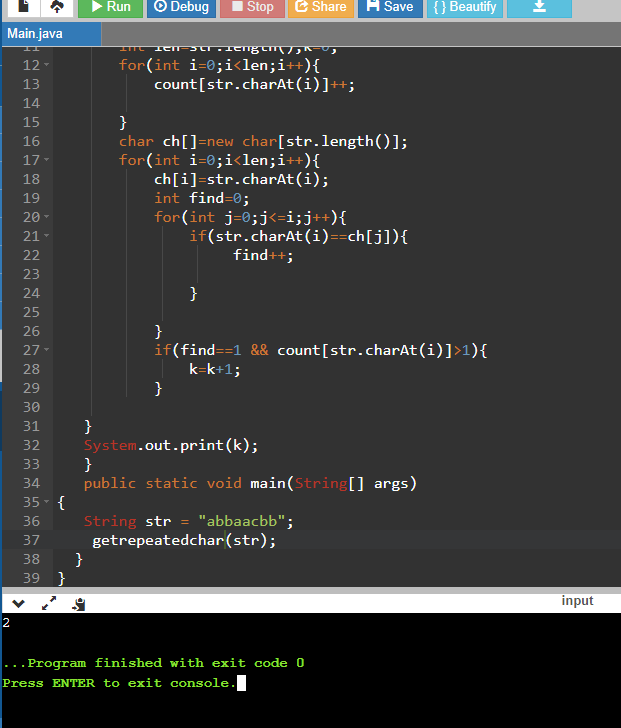 Run Debug Stop Share Save { } Beautify
Main.java
11 int len=str.length(),k=0;
12 for(int i=0;i<len;i++){
13 count[str.charAt(i)]++;
14
15 }
16 char ch[]=new char[str.length()];
17 for(int i=0;i<len;i++){
18 ch[i]=str.charAt(i);
19 int find=0;
20 for(int j=0;j<=i;j++){
21 if(str.charAt(i)==ch[j]){
22 find++;
23
24 }
25
26 }
27 if(find==1 && count[str.charAt(i)]>1){
28 k=k+1;
29 }
30
31 }
32 System.out.print(k);
33 }
34 public static void main(String[] args)
35 {
36 String str = "abbaacbb";
37 getrepeatedchar(str);
38 }
39 }
input
2
...Program finished with exit code 0
Press ENTER to exit console.